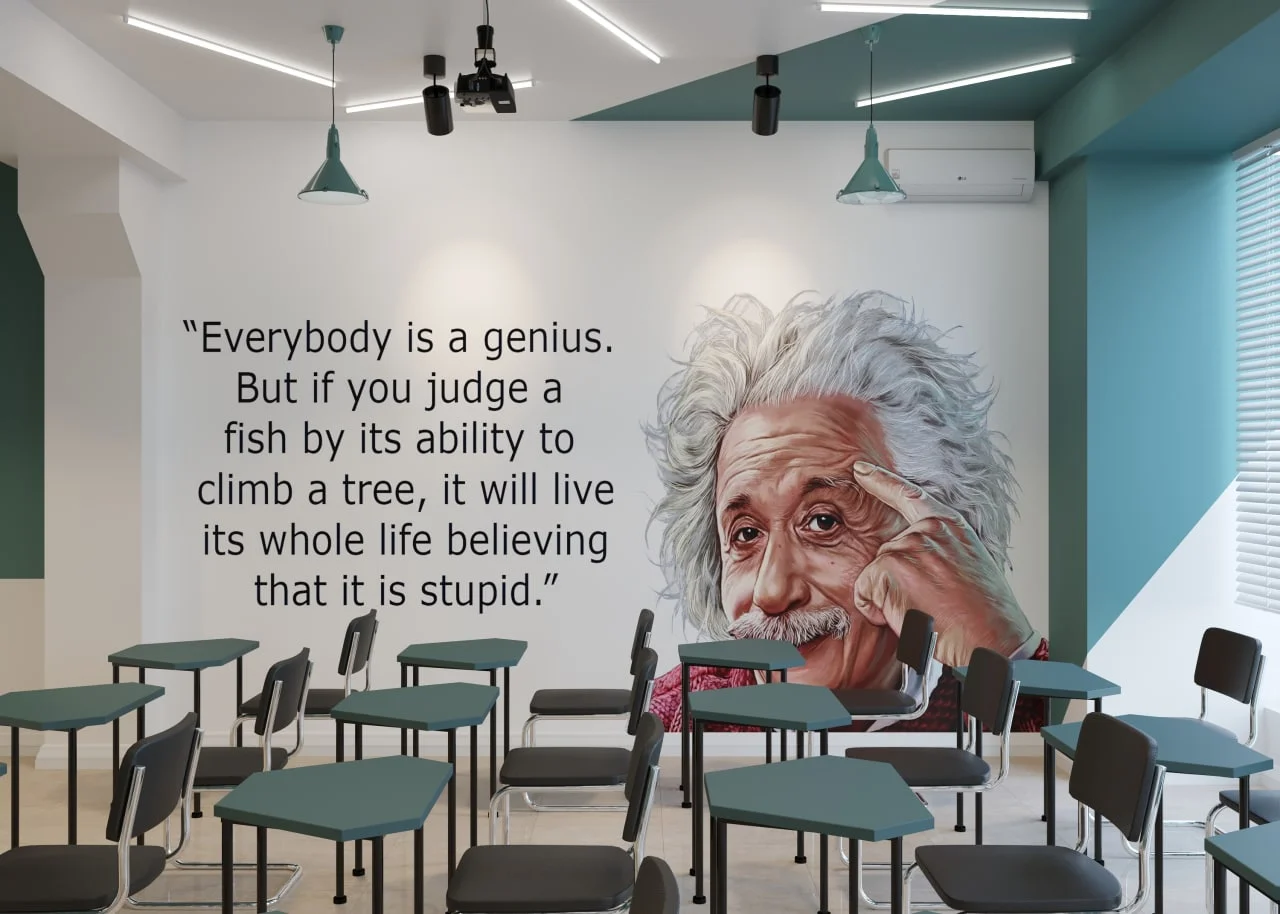 “Everybody is a genius.
But if you judge a
fish by its ability to
climb a tree, it will live
its whole life believing
that it is stupid.”
LG